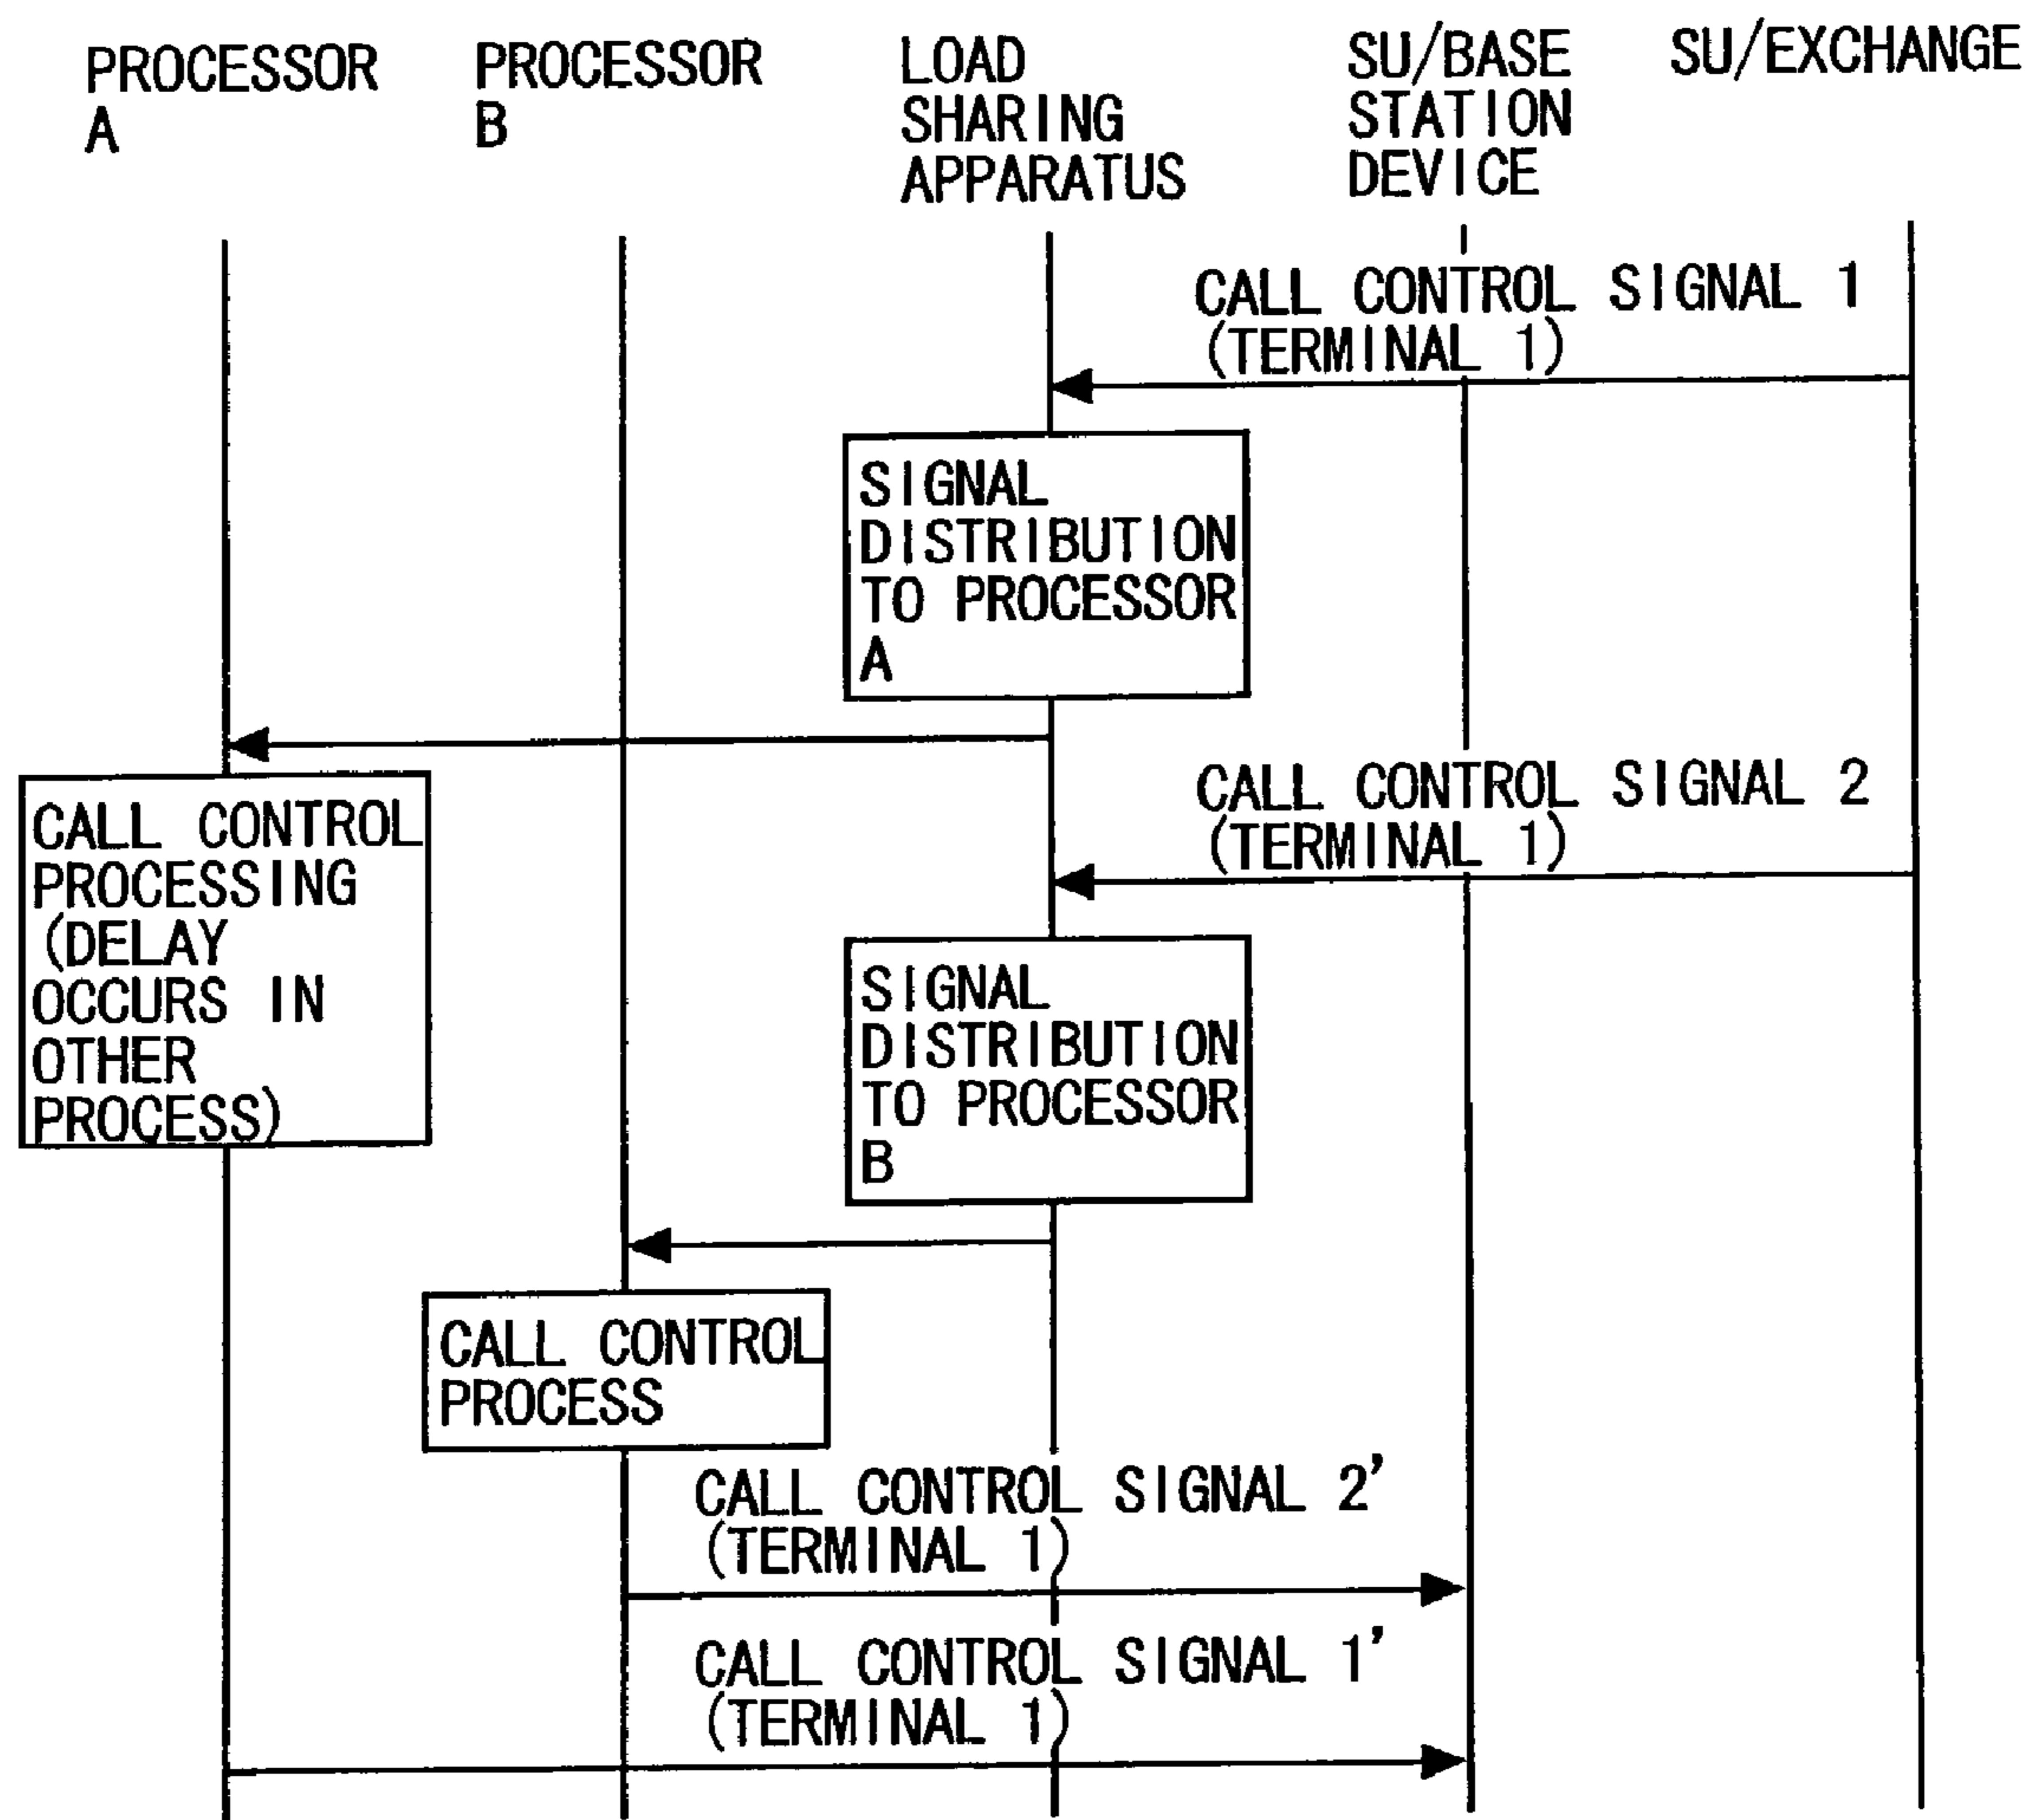 PROCESSOR
A
PROCESSOR
B
LOAD
SHARING
APPARATUS
SU/BASE
STATION
DEVICE
SU/EXCHANGE
CALL CONTROL SIGNAL 1
(TERMINAL 1)
SIGNAL
DISTRIBUTION
TO PROCESSOR
A
CALL CONTROL SIGNAL 2
(TERMINAL 1)
CALL CONTROL
PROCESSING
(DELAY
OCCURS IN
OTHER
PROCESS)
SIGNAL
DISTRIBUTION
TO PROCESSOR
B
CALL CONTROL
PROCESS
CALL CONTROL SIGNAL 2'
(TERMINAL 1)
CALL CONTROL SIGNAL 1'
(TERMINAL 1)